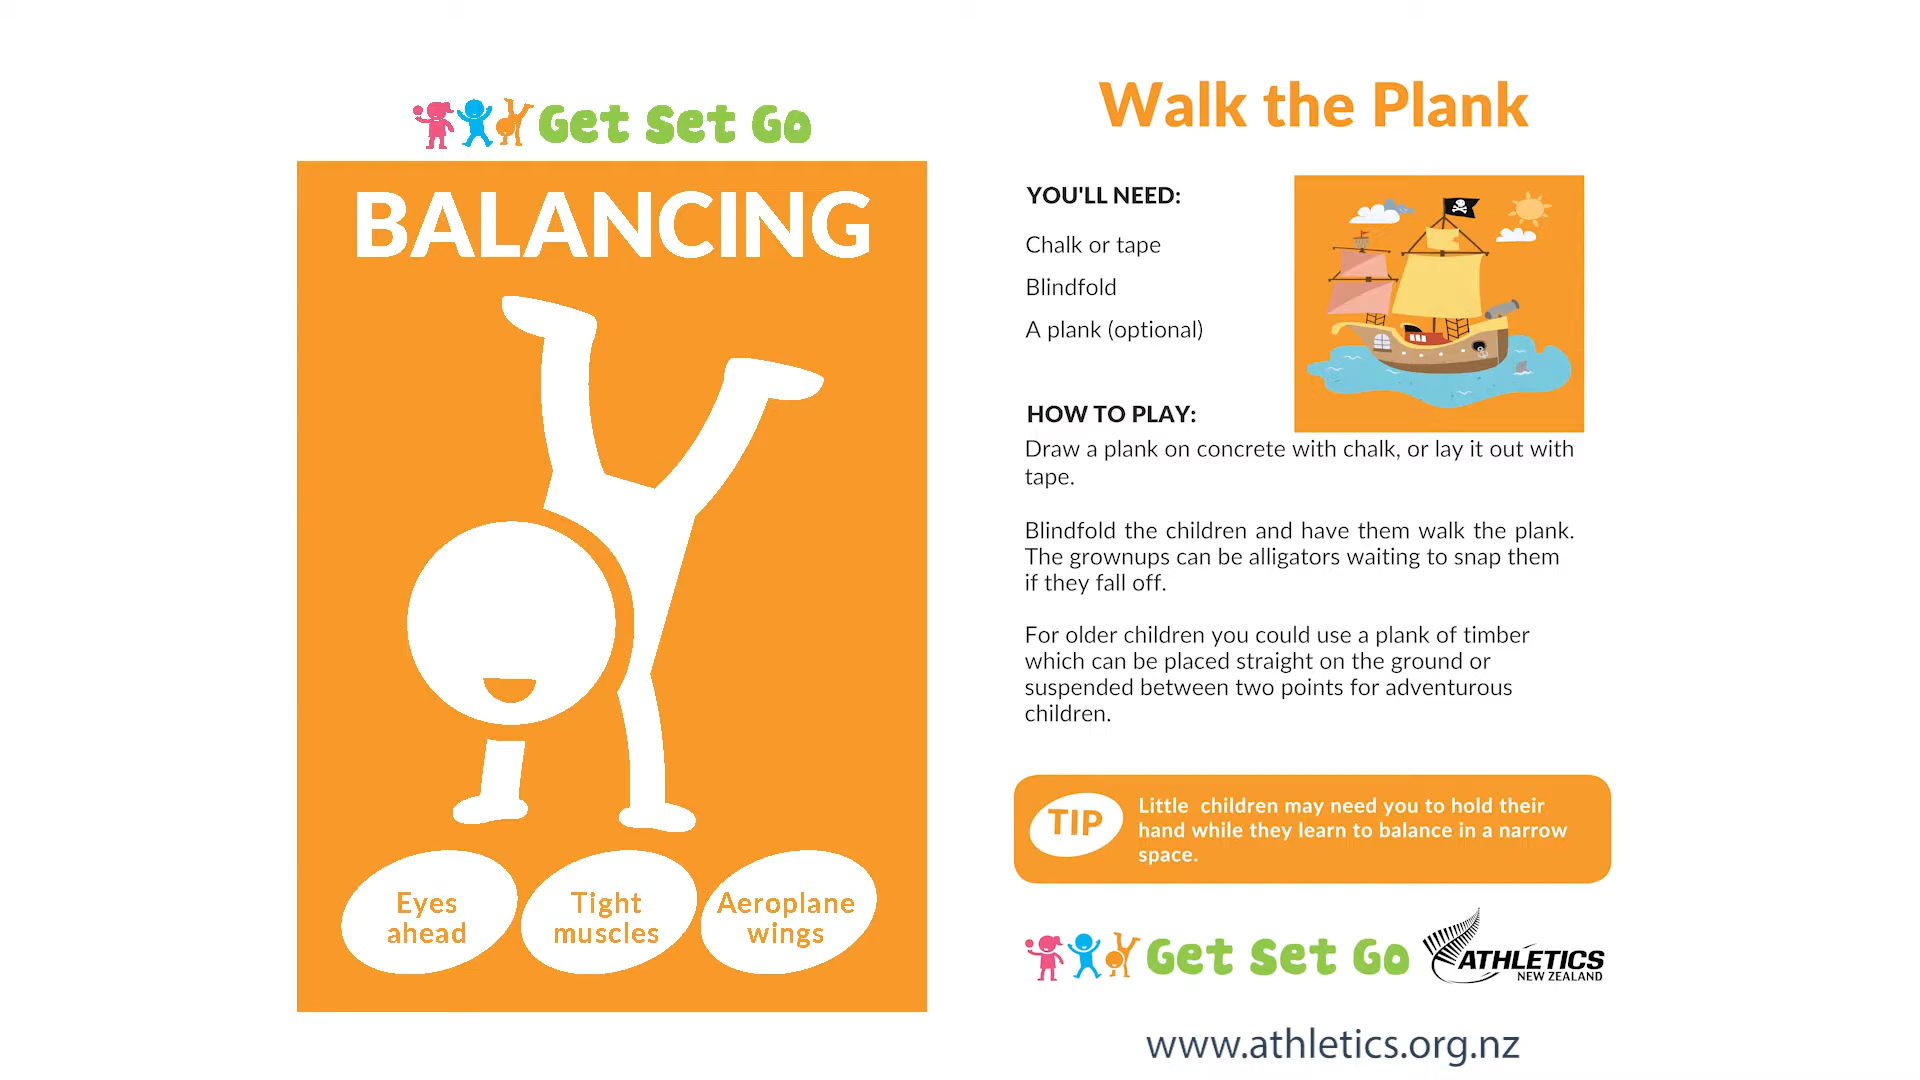 Get Set Go
BALANCING
Eyes
ahead
Tight
muscles
Aeroplane
wings
Walk the Plank
YOU'LL NEED:
Chalk or tape
Blindfold
A plank (optional)
HOW TO PLAY:
Draw a plank on concrete with chalk, or lay it out with
tape.
Blindfold the children and have them walk the plank.
The grownups can be alligators waiting to snap them
if they fall off.
For older children you could use a plank of timber
which can be placed straight on the ground or
suspended between two points for adventurous
children.
TIP
Little children may need you to hold their
hand while they learn to balance in a narrow
space.
Get Set Go
ATHLETICS
NEW ZEALAND
www.athletics.org.nz